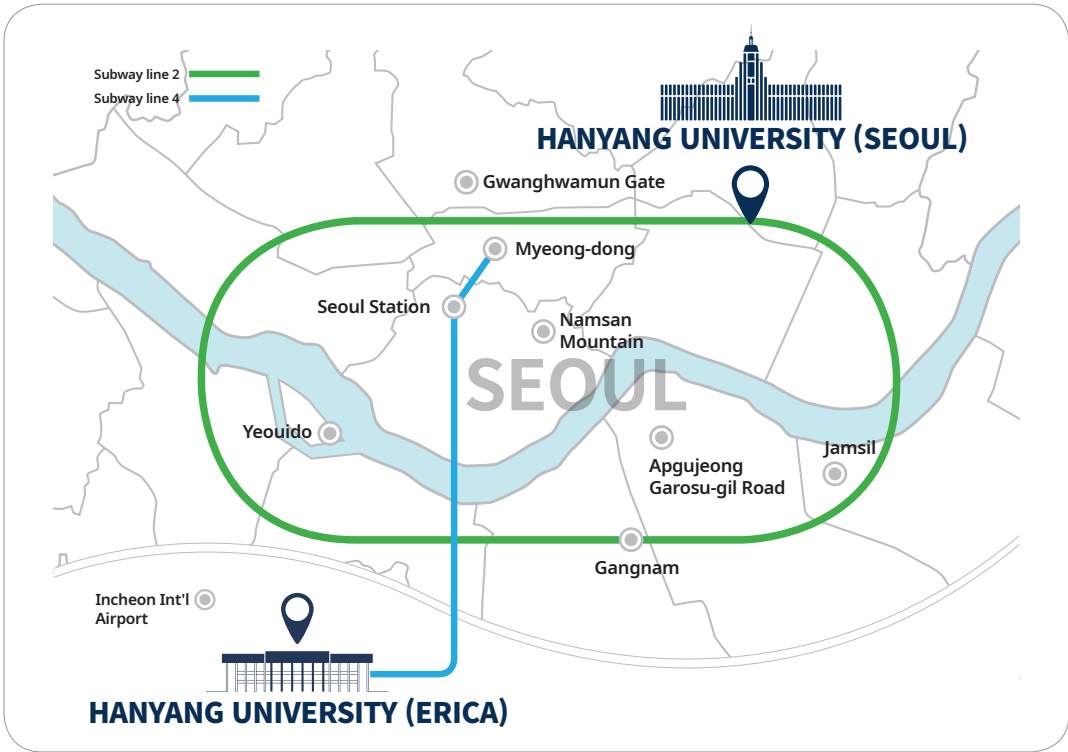 Subway line 2
Subway line 4
HANYANG UNIVERSITY (SEOUL)
Gwanghwamun Gate
Myeong-dong
Seoul Station
Namsan
Mountain
SEOUL
Yeouido
Jamsil
Apgujeong
Garosu-gil Road
Gangnam
Incheon Int'l
Airport
HANYANG UNIVERSITY (ERICA)